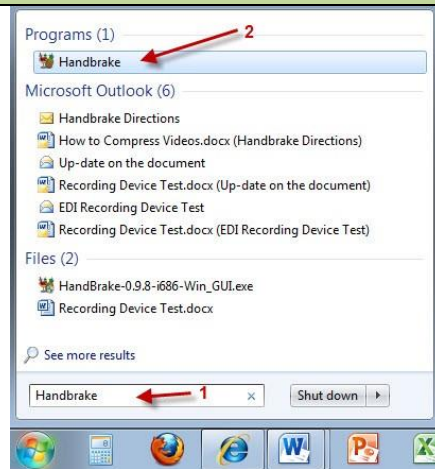 Programs (1)
2
Handbrake
Microsoft Outlook (6)
Handbrake Directions
How to Compress Videos.docx (Handbrake Directions)
Up-date on the document
Recording Device Test.docx (Up-date on the document)
EDI Recording Device Test
Recording Device Test.docx (EDI Recording Device Test)
Files (2)
HandBrake-0.9.8-i686-Win_GUI.exe
Recording Device Test.docx
See more results
Handbrake 1 x Shut down